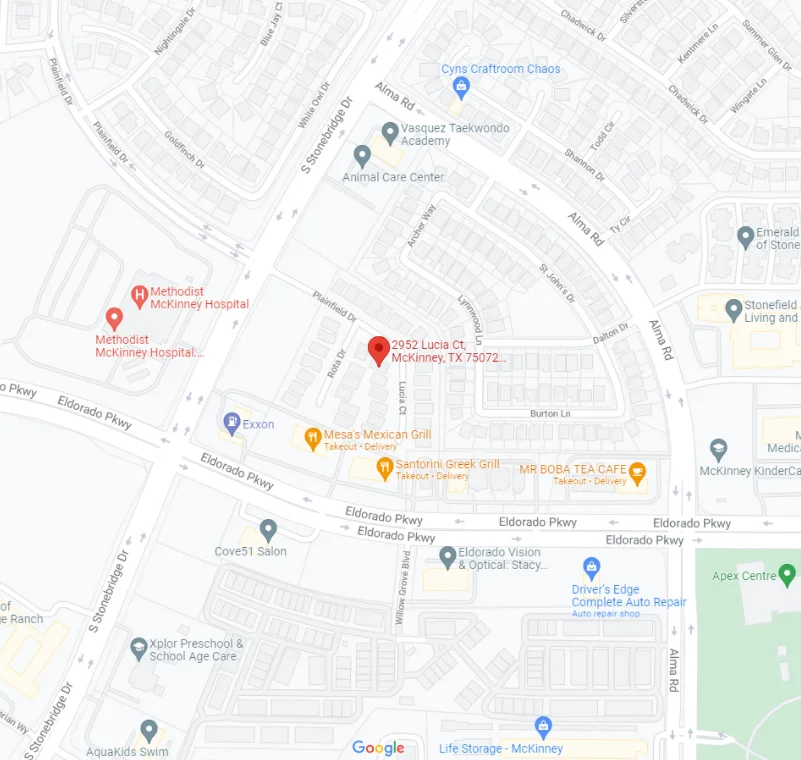 Nightingale Dr
Blue Jay Ct
Chadwick Dr
Kentmere Ln
Summer Glen Dr
Plainfield Dr
Cyns Craftroom Chaos
Chadwick Dr
Wingate Ln
White Owl Dr
Alma Rd
Plainfield Dr
Goldfinch Dr
S Stonebridge Dr
Vasquez Taekwondo
Academy
Todd Cir
Shannon Dr
Animal Care Center
Archer Way
Alma Rd
Ty Cir
Emerald
of Stone
St John's Dr
Methodist
McKinney Hospital
Plainfield Dr
Lynnwood Ln
Stonefield
Living and
Methodist
McKinney Hospital:...
2952 Lucia Ct,
McKinney, TX 75072...
Dalton Dr
Alma Rd
Rota Dr
Lucia Ct
o Pkwy
Eldorado Pkwy
Burton Ln
Exxon
Mesa's Mexican Grill
Takeout • Delivery
M
Medica
Eldorado Pkwy
Santorini Greek Grill
Takeout • Delivery
MR BOBA TEA CAFE
Takeout • Delivery
McKinney KinderCa
Eldorado Pkwy
Eldorado Pkwy
Eldorado Pkwy
Eldorado Pkwy
Eldorado Pkwy
Cove51 Salon
Eldorado Vision
& Optical: Stacy...
Willow Grove Blvd
Driver's Edge
Complete Auto Repair
Auto repair shop
Apex Centre
S Stonebridge Dr
of
e Ranch
Xplor Preschool &
School Age Care
Alma Rd
S Stonebridge Dr
AquaKids Swim
Google
Life Storage - McKinney